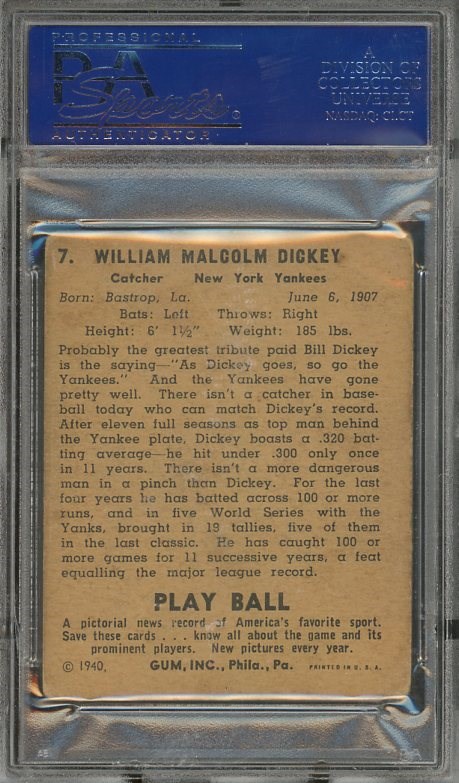 PROFESSIONAL
PSA
Sports
AUTHENTICATOR
A
DIVISION OF
COLLECTORS
UNIVERSE
NASDAQ: CLCT
7. WILLIAM MALCOLM DICKEY
Catcher New York Yankees
Born: Bastrop, La. June 6, 1907
Bats: Left Throws: Right
Height: 6' 1½" Weight: 185 lbs.
Probably the greatest tribute paid Bill Dickey
is the saying—"As Dickey goes, so go the
Yankees." And the Yankees have gone
pretty well. There isn't a catcher in base-
ball today who can match Dickey's record.
After eleven full seasons as top man behind
the Yankee plate, Dickey boasts a .320 bat-
ting average—he hit under .300 only once
in 11 years. There isn't a more dangerous
man in a pinch than Dickey. For the last
four years he has batted across 100 or more
runs, and in five World Series with the
Yanks, brought in 18 tallies, five of them
in the last classic. He has caught 100 or
more games for 11 successive years, a feat
equalling the major league record.
PLAY BALL
A pictorial news record of America's favorite sport.
Save these cards . . . know all about the game and its
prominent players. New pictures every year.
© 1940, GUM, INC., Phila., Pa. PRINTED IN U. S. A.